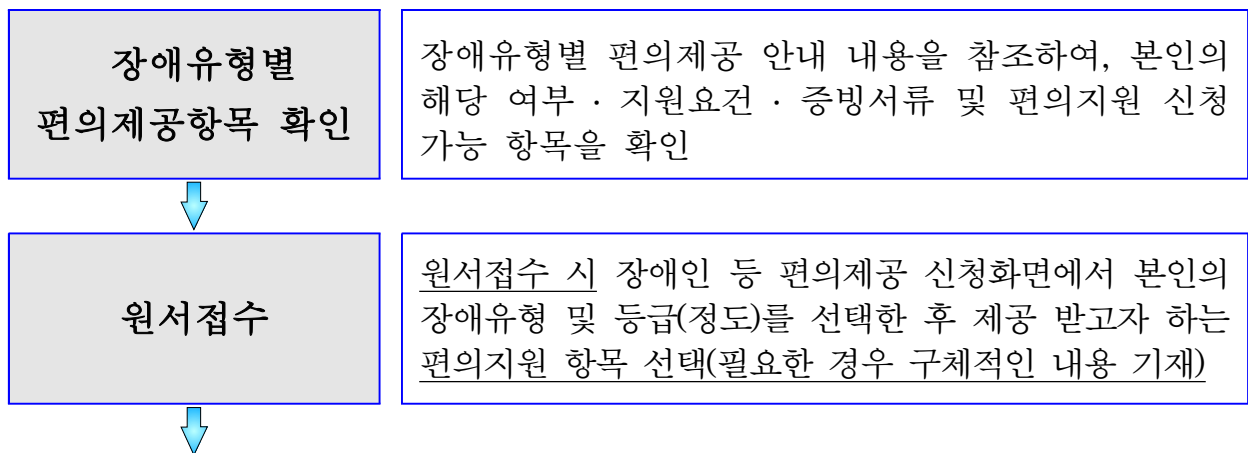 장애유형별
편의제공항목 확인
장애유형별 편의제공 안내 내용을 참조하여, 본인의
해당 여부 · 지원요건 · 증빙서류 및 편의지원 신청
가능 항목을 확인
원서접수
원서접수 시 장애인 등 편의제공 신청화면에서 본인의
장애유형 및 등급(정도)를 선택한 후 제공 받고자 하는
편의지원 항목 선택(필요한 경우 구체적인 내용 기재)